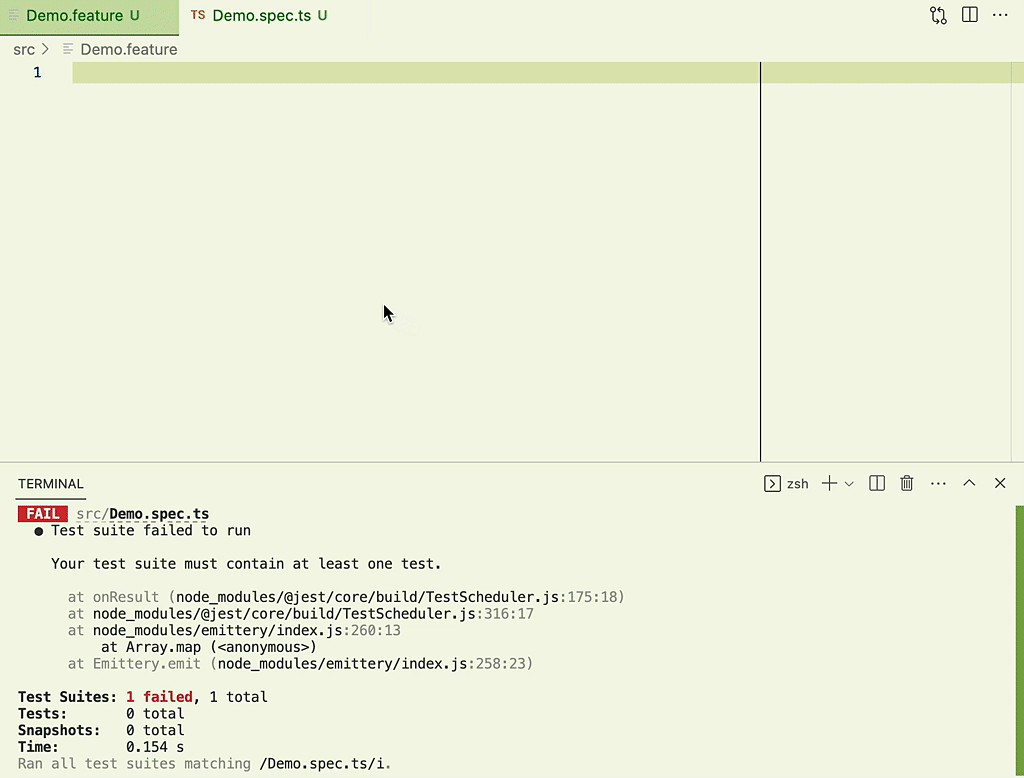 Demo.feature U TS Demo.spec.ts U
src > Demo.feature
1
TERMINAL zsh
FAIL src/Demo.spec.ts
● Test suite failed to run
Your test suite must contain at least one test.
at onResult (node_modules/@jest/core/build/TestScheduler.js:175:18)
at node_modules/@jest/core/build/TestScheduler.js:316:17
at node_modules/emittery/index.js:260:13
at Array.map (<anonymous>)
at Emittery.emit (node_modules/emittery/index.js:258:23)
Test Suites: 1 failed, 1 total
Tests: 0 total
Snapshots: 0 total
Time: 0.154 s
Ran all test suites matching /Demo.spec.ts/i.